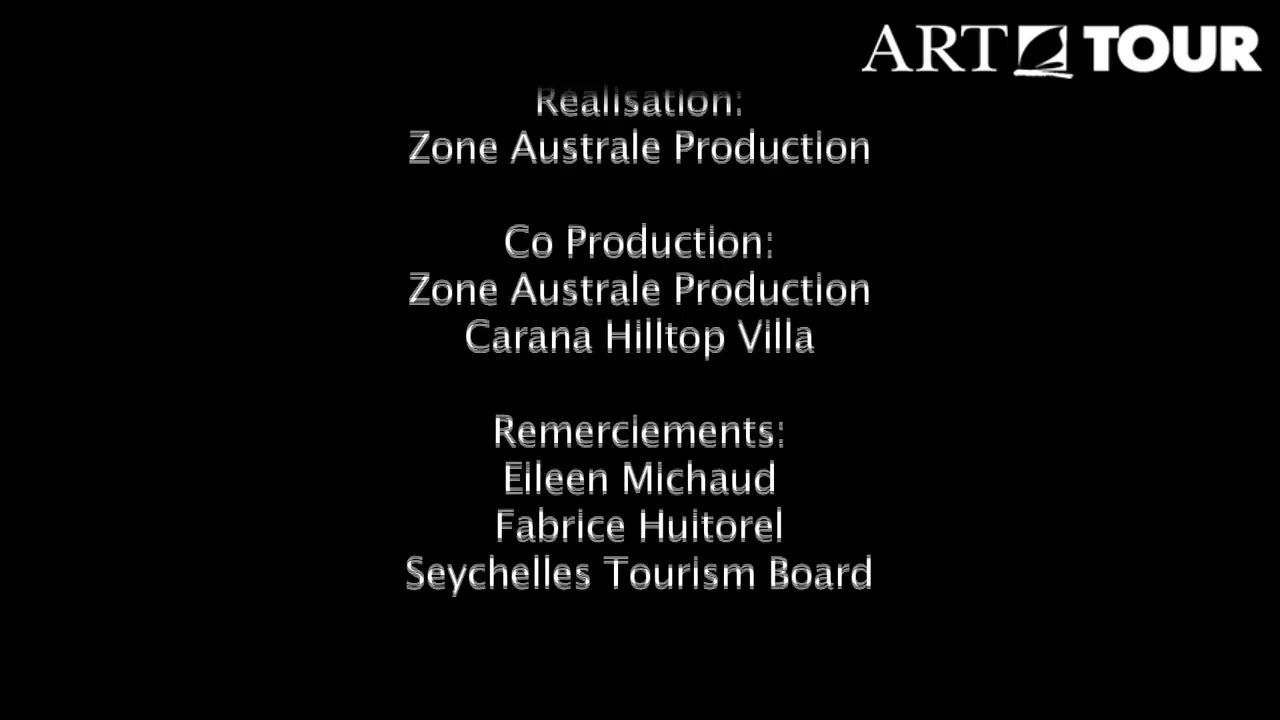 ART TOUR
Réalisation:
Zone Australe Production
Co Production:
Zone Australe Production
Carana Hilltop Villa
Remerciements:
Eileen Michaud
Fabrice Huitorel
Seychelles Tourism Board